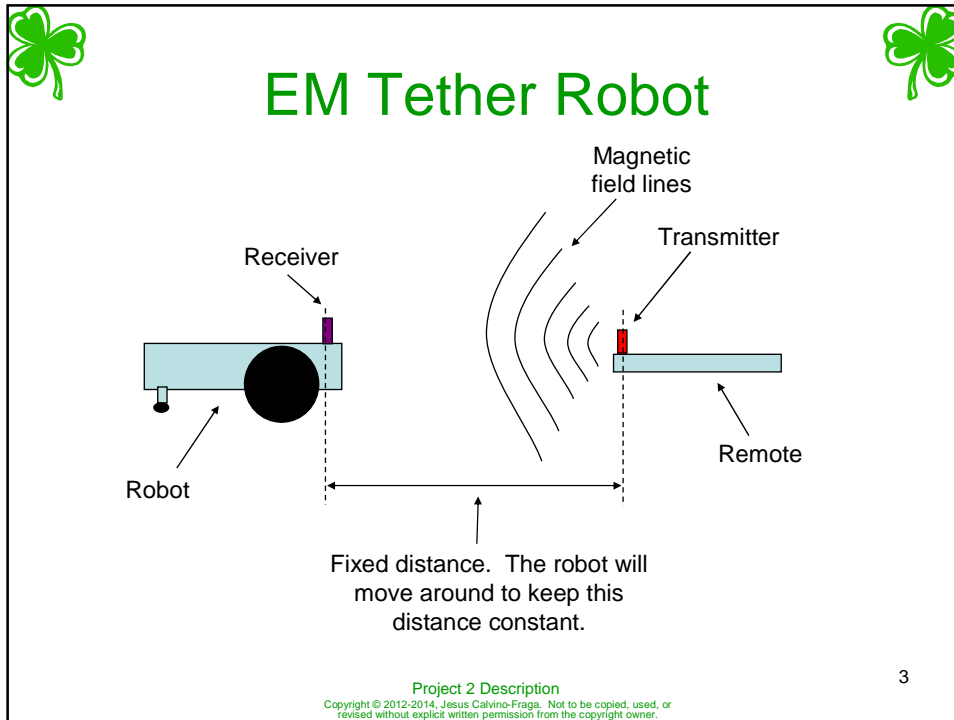 EM Tether Robot
Magnetic
field lines
Transmitter
Receiver
Remote
Robot
Fixed distance.  The robot will
move around to keep this
distance constant.
3
Project 2 Description
Copyright © 2012-2014, Jesus Calvino-Fraga.  Not to be copied, used, or
revised without explicit written permission from the copyright owner.